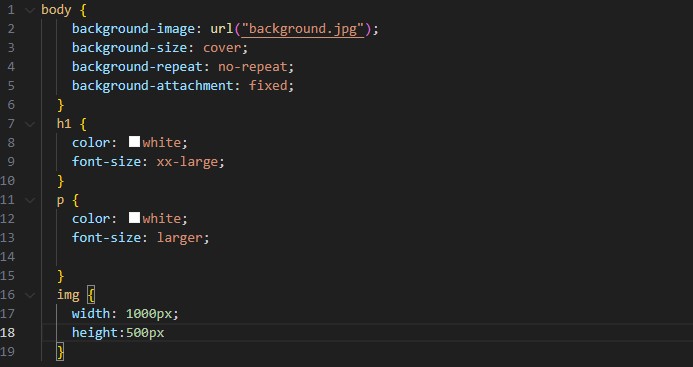 1 body {
2 background-image: url("background.jpg");
3 background-size: cover;
4 background-repeat: no-repeat;
5 background-attachment: fixed;
6 }
7 h1 {
8 color: white;
9 font-size: xx-large;
10 }
11 p {
12 color: white;
13 font-size: larger;
14
15 }
16 img {
17 width: 1000px;
18 height:500px
19 }